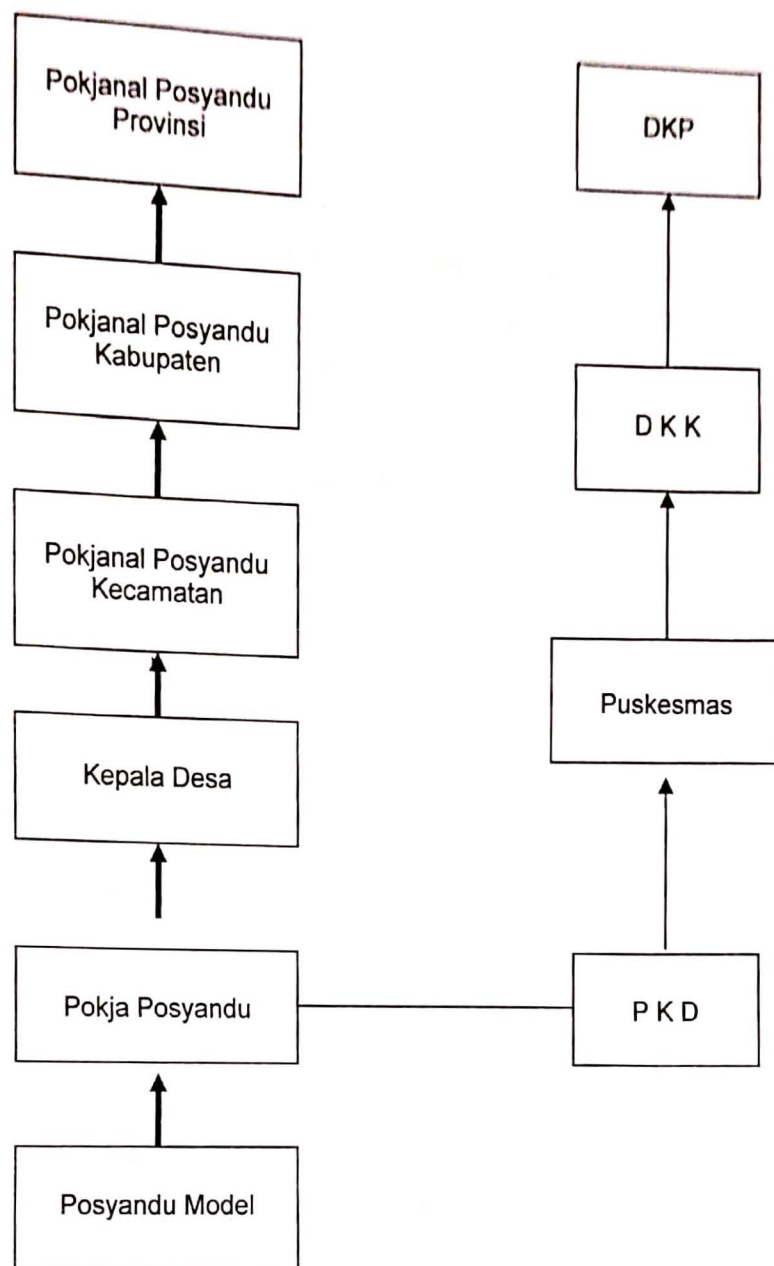 Pokjanal Posyandu
Provinsi
Pokjanal Posyandu
Kabupaten
Pokjanal Posyandu
Kecamatan
Kepala Desa
Pokja Posyandu
Posyandu Model
DKP
D K K
Puskesmas
P K D